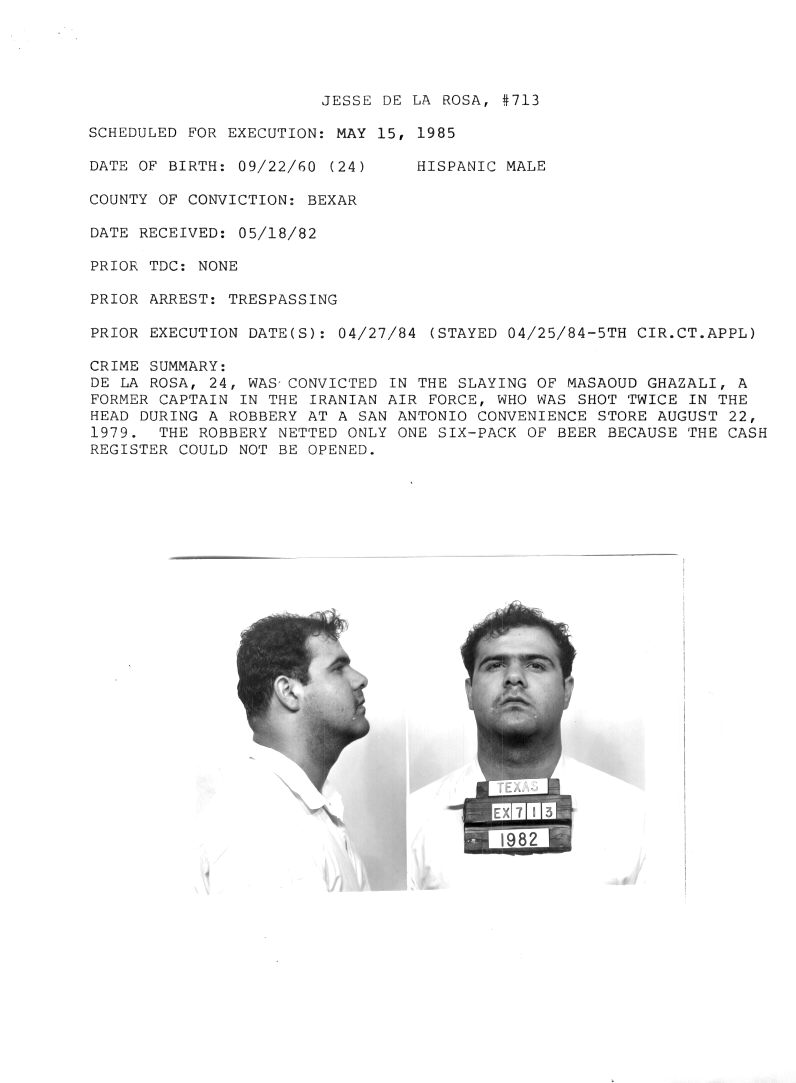 JESSE DE LA ROSA, #713
SCHEDULED FOR EXECUTION: MAY 15, 1985
DATE OF BIRTH: 09/22/60 (24) HISPANIC MALE
COUNTY OF CONVICTION: BEXAR
DATE RECEIVED: 05/18/82
PRIOR TDC: NONE
PRIOR ARREST: TRESPASSING
PRIOR EXECUTION DATE(S): 04/27/84 (STAYED 04/25/84-5TH CIR.CT.APPL)
CRIME SUMMARY:
DE LA ROSA, 24, WAS CONVICTED IN THE SLAYING OF MASAOUD GHAZALI, A
FORMER CAPTAIN IN THE IRANIAN AIR FORCE, WHO WAS SHOT TWICE IN THE
HEAD DURING A ROBBERY AT A SAN ANTONIO CONVENIENCE STORE AUGUST 22,
1979. THE ROBBERY NETTED ONLY ONE SIX-PACK OF BEER BECAUSE THE CASH
REGISTER COULD NOT BE OPENED.
TEXAS
EX 713
1982